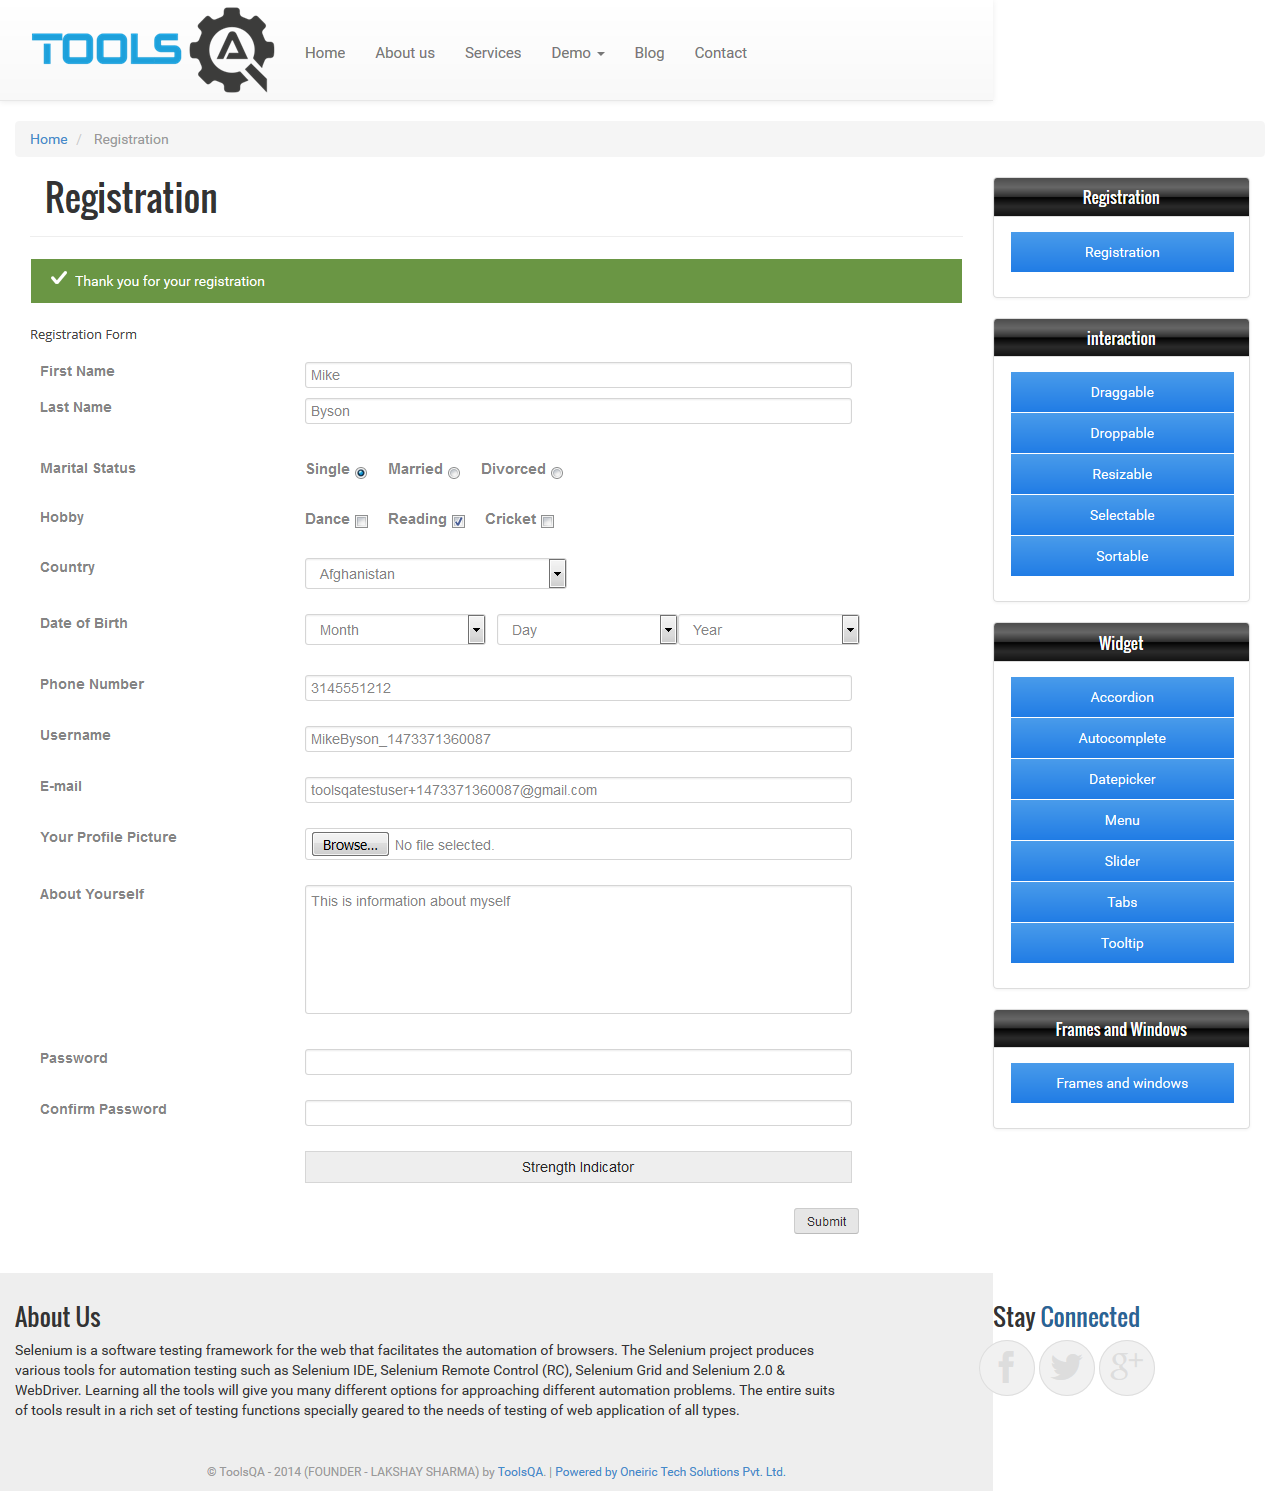 TOOLS QA
Home About us Services Demo Blog Contact
Home / Registration
Registration
Thank you for your registration
Registration Form
First Name Mike
Last Name Byson
Marital Status Single Married Divorced
Hobby Dance Reading Cricket
Country Afghanistan
Date of Birth Month Day Year
Phone Number 3145551212
Username MikeByson_1473371360087
E-mail toolsqatestuser+1473371360087@gmail.com
Your Profile Picture Browse... No file selected.
About Yourself This is information about myself
Password
Confirm Password
Strength Indicator
Submit
Registration
Registration
interaction
Draggable
Droppable
Resizable
Selectable
Sortable
Widget
Accordion
Autocomplete
Datepicker
Menu
Slider
Tabs
Tooltip
Frames and Windows
Frames and windows
About Us
Selenium is a software testing framework for the web that facilitates the automation of browsers. The Selenium project produces
various tools for automation testing such as Selenium IDE, Selenium Remote Control (RC), Selenium Grid and Selenium 2.0 &
WebDriver. Learning all the tools will give you many different options for approaching different automation problems. The entire suits
of tools result in a rich set of testing functions specially geared to the needs of testing of web application of all types.
Stay Connected
f g+
© ToolsQA - 2014 (FOUNDER - LAKSHAY SHARMA) by ToolsQA. | Powered by Oneiric Tech Solutions Pvt. Ltd.